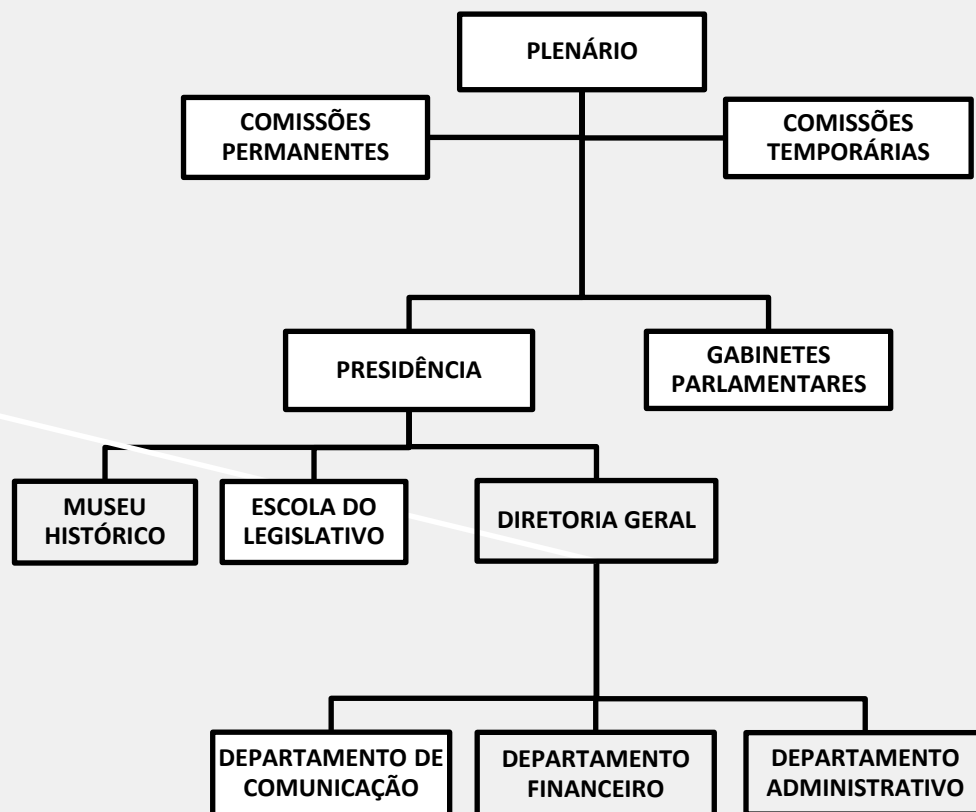 PLENÁRIO
COMISSÕES
PERMANENTES
COMISSÕES
TEMPORÁRIAS
PRESIDÊNCIA
GABINETES
PARLAMENTARES
MUSEU
HISTÓRICO
ESCOLA DO
LEGISLATIVO
DIRETORIA GERAL
DEPARTAMENTO DE
COMUNICAÇÃO
DEPARTAMENTO
FINANCEIRO
DEPARTAMENTO
ADMINISTRATIVO